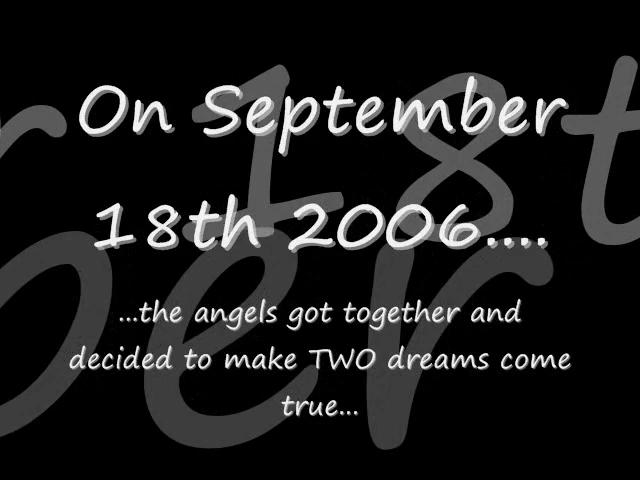 On September
18th 2006....
...the angels got together and
decided to make TWO dreams come
true...